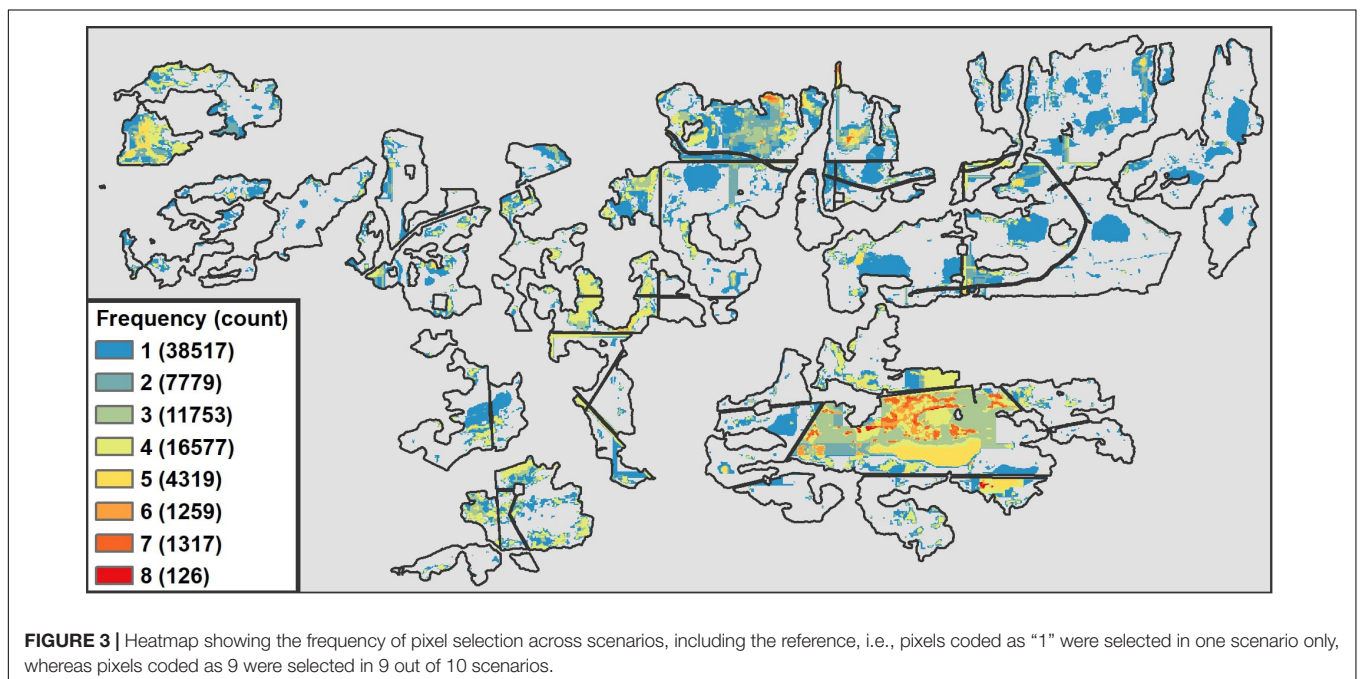 Frequency (count)
1 (38517)
2 (7779)
3 (11753)
4 (16577)
5 (4319)
6 (1259)
7 (1317)
8 (126)
FIGURE 3 | Heatmap showing the frequency of pixel selection across scenarios, including the reference, i.e., pixels coded as “1” were selected in one scenario only,
whereas pixels coded as 9 were selected in 9 out of 10 scenarios.